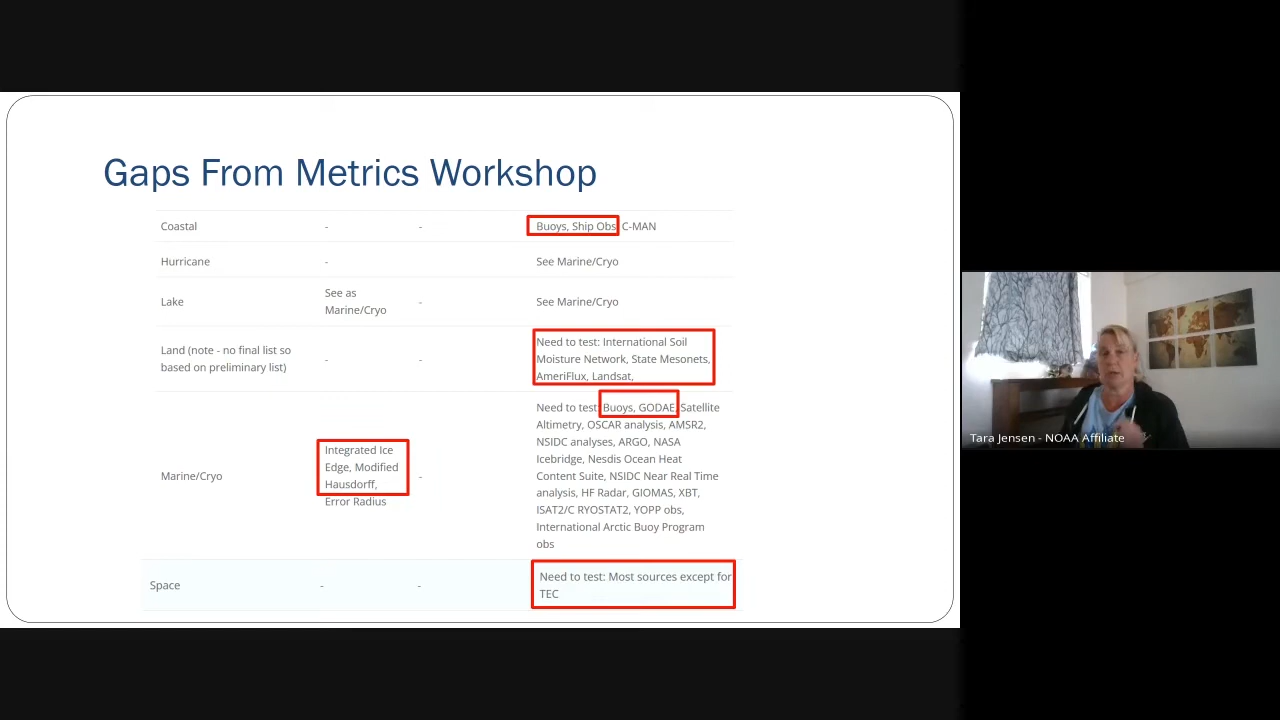 Gaps From Metrics Workshop
Coastal - - Buoys, Ship Obs, C-MAN
Hurricane - See Marine/Cryo
Lake See as Marine/Cryo - See Marine/Cryo
Land (note - no final list so
based on preliminary list)
- -
Need to test: International Soil
Moisture Network, State Mesonets,
AmeriFlux, Landsat,
Marine/Cryo
Integrated Ice
Edge, Modified
Hausdorff,
Error Radius
-
Need to test: Buoys, GODAE, Satellite
Altimetry, OSCAR analysis, AMSR2,
NSIDC analyses, ARGO, NASA
Icebridge, Nesdis Ocean Heat
Content Suite, NSIDC Near Real Time
analysis, HF Radar, GIOMAS, XBT,
ISAT2/C RYOSTAT2, YOPP obs,
International Arctic Buoy Program
obs
Space - -
Need to test: Most sources except for
TEC
Tara Jensen - NOAA Affiliate